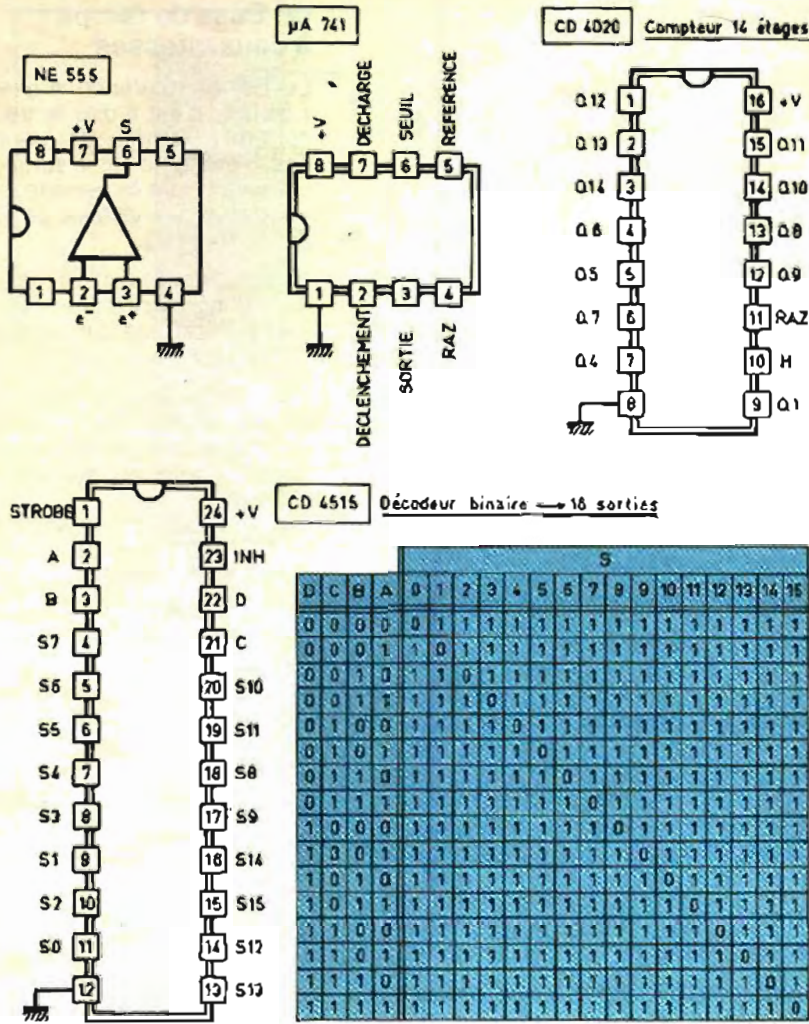 NE 555
+V S
8 7 6 5
1 2 3 4
e- e+
µA 741
+V DECHARGE SEUIL REFERENCE
8 7 6 5
1 2 3 4
DECLENCHEMENT SORTIE RAZ
CD 4020 Compteur 14 étages
Q12 1 16 +V
Q13 2 15 Q11
Q14 3 14 Q10
Q6 4 13 Q8
Q5 5 12 Q9
Q7 6 11 RAZ
Q4 7 10 H
8 9 Q1
STROBE 1 24 +V
A 2 23 INH
B 3 22 D
S7 4 21 C
S6 5 20 S10
S5 6 19 S11
S4 7 18 S8
S3 8 17 S9
S1 9 16 S14
S2 10 15 S15
S0 11 14 S12
12 13 S13
CD 4515 Décodeur binaire → 16 sorties
S
D C B A 0 1 2 3 4 5 6 7 8 9 10 11 12 13 14 15
0 0 0 0 0 1 1 1 1 1 1 1 1 1 1 1 1 1 1 1
0 0 0 1 1 0 1 1 1 1 1 1 1 1 1 1 1 1 1 1
0 0 1 0 1 1 0 1 1 1 1 1 1 1 1 1 1 1 1 1
0 0 1 1 1 1 1 0 1 1 1 1 1 1 1 1 1 1 1 1
0 1 0 0 1 1 1 1 0 1 1 1 1 1 1 1 1 1 1 1
0 1 0 1 1 1 1 1 1 0 1 1 1 1 1 1 1 1 1 1
0 1 1 0 1 1 1 1 1 1 0 1 1 1 1 1 1 1 1 1
0 1 1 1 1 1 1 1 1 1 1 0 1 1 1 1 1 1 1 1
1 0 0 0 1 1 1 1 1 1 1 1 0 1 1 1 1 1 1 1
1 0 0 1 1 1 1 1 1 1 1 1 1 0 1 1 1 1 1 1
1 0 1 0 1 1 1 1 1 1 1 1 1 1 0 1 1 1 1 1
1 0 1 1 1 1 1 1 1 1 1 1 1 1 1 0 1 1 1 1
1 1 0 0 1 1 1 1 1 1 1 1 1 1 1 1 0 1 1 1
1 1 0 1 1 1 1 1 1 1 1 1 1 1 1 1 1 0 1 1
1 1 1 0 1 1 1 1 1 1 1 1 1 1 1 1 1 1 0 1
1 1 1 1 1 1 1 1 1 1 1 1 1 1 1 1 1 1 1 0